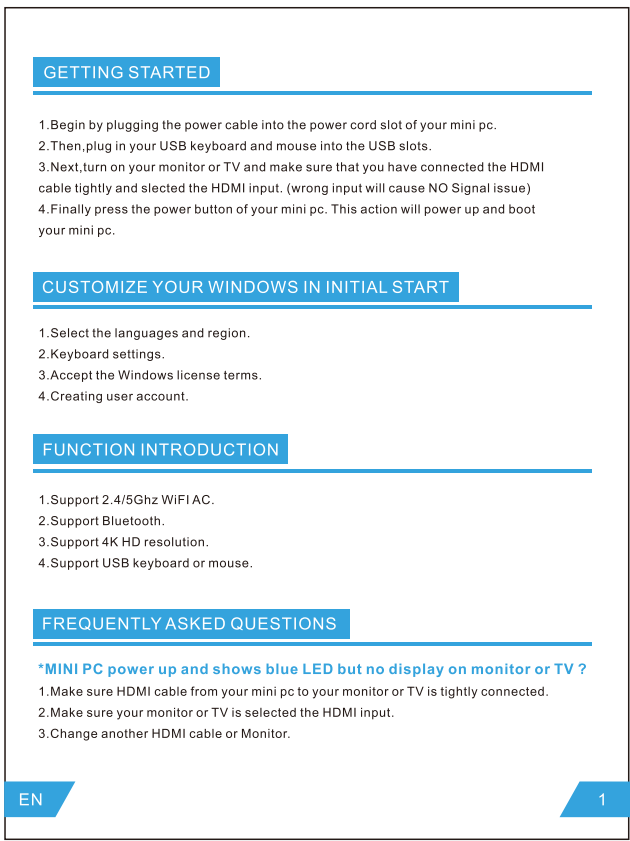 GETTING STARTED
1.Begin by plugging the power cable into the power cord slot of your mini pc.
2.Then,plug in your USB keyboard and mouse into the USB slots.
3.Next,turn on your monitor or TV and make sure that you have connected the HDMI
cable tightly and slected the HDMI input. (wrong input will cause NO Signal issue)
4.Finally press the power button of your mini pc. This action will power up and boot
your mini pc.
CUSTOMIZE YOUR WINDOWS IN INITIAL START
1.Select the languages and region.
2.Keyboard settings.
3.Accept the Windows license terms.
4.Creating user account.
FUNCTION INTRODUCTION
1.Support 2.4/5Ghz WiFI AC.
2.Support Bluetooth.
3.Support 4K HD resolution.
4.Support USB keyboard or mouse.
FREQUENTLY ASKED QUESTIONS
*MINI PC power up and shows blue LED but no display on monitor or TV ?
1.Make sure HDMI cable from your mini pc to your monitor or TV is tightly connected.
2.Make sure your monitor or TV is selected the HDMI input.
3.Change another HDMI cable or Monitor.
EN
1